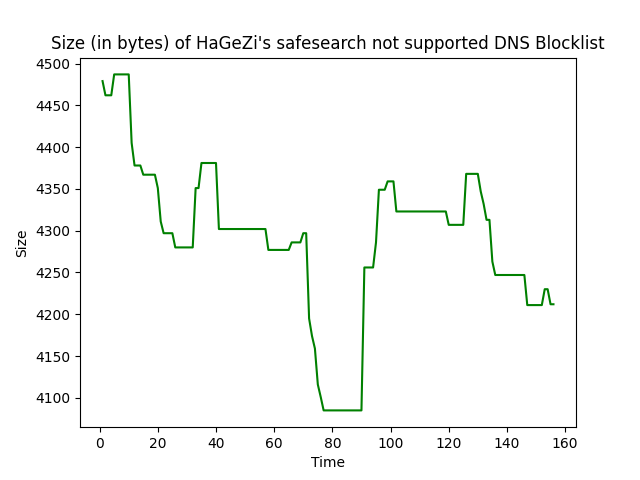 Size (in bytes) of HaGeZi's safesearch not supported DNS Blocklist
4500
4450
4400
4350
4300
4250
4200
4150
4100
Size
0 20 40 60 80 100 120 140 160
Time